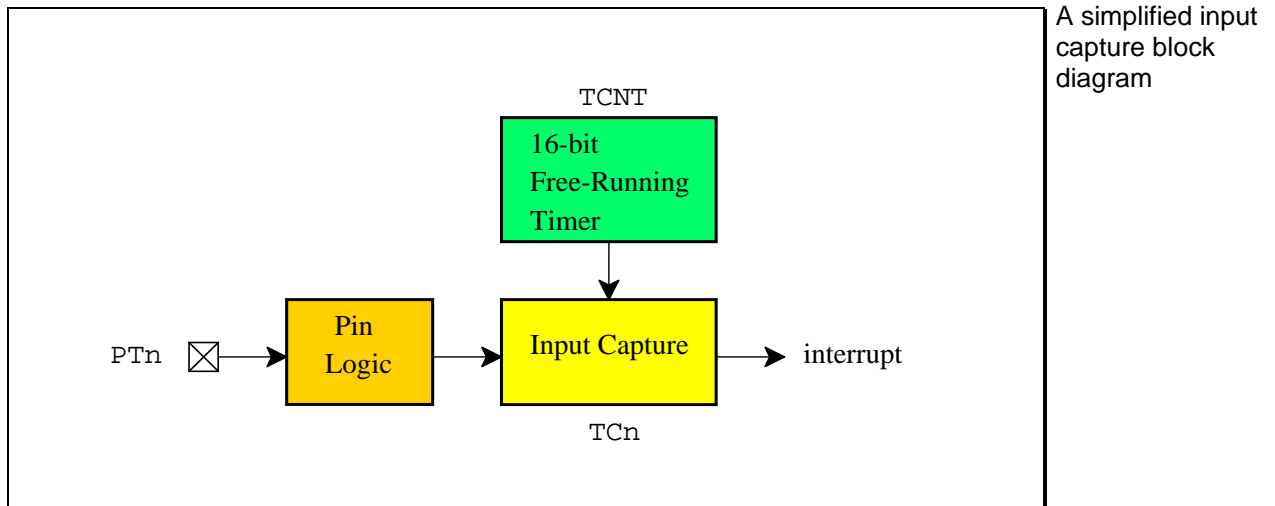 A simplified input
capture block
diagram
TCNT
16-bit
Free-Running
Timer
Pin
Logic
PTn
Input Capture
interrupt
TCn